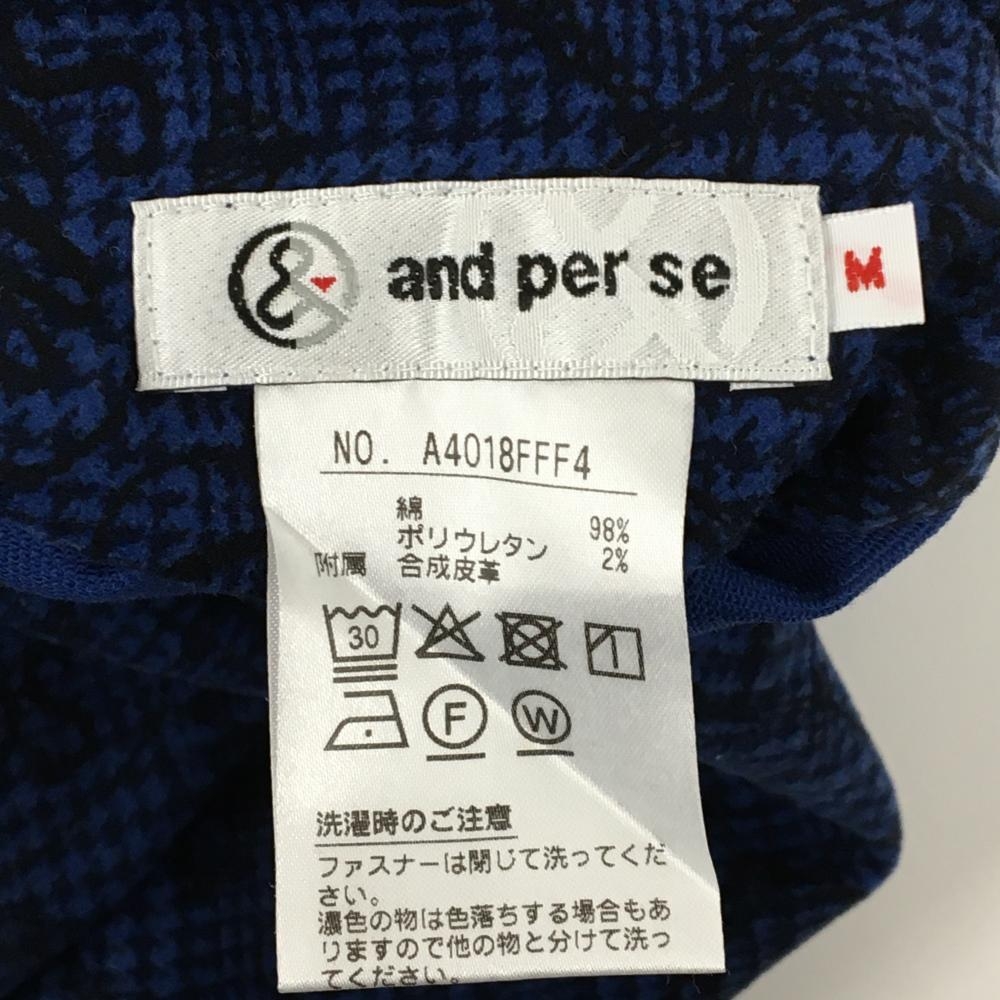 and per se
M
NO. A4018FFF4
綿 98%
ポリウレタン 2%
附属 合成皮革
30
F W
洗濯時のご注意
ファスナーは閉じて洗ってくだ
さい。
濃色の物は色落ちする場合もあ
りますので他の物と分けて洗っ
てください。